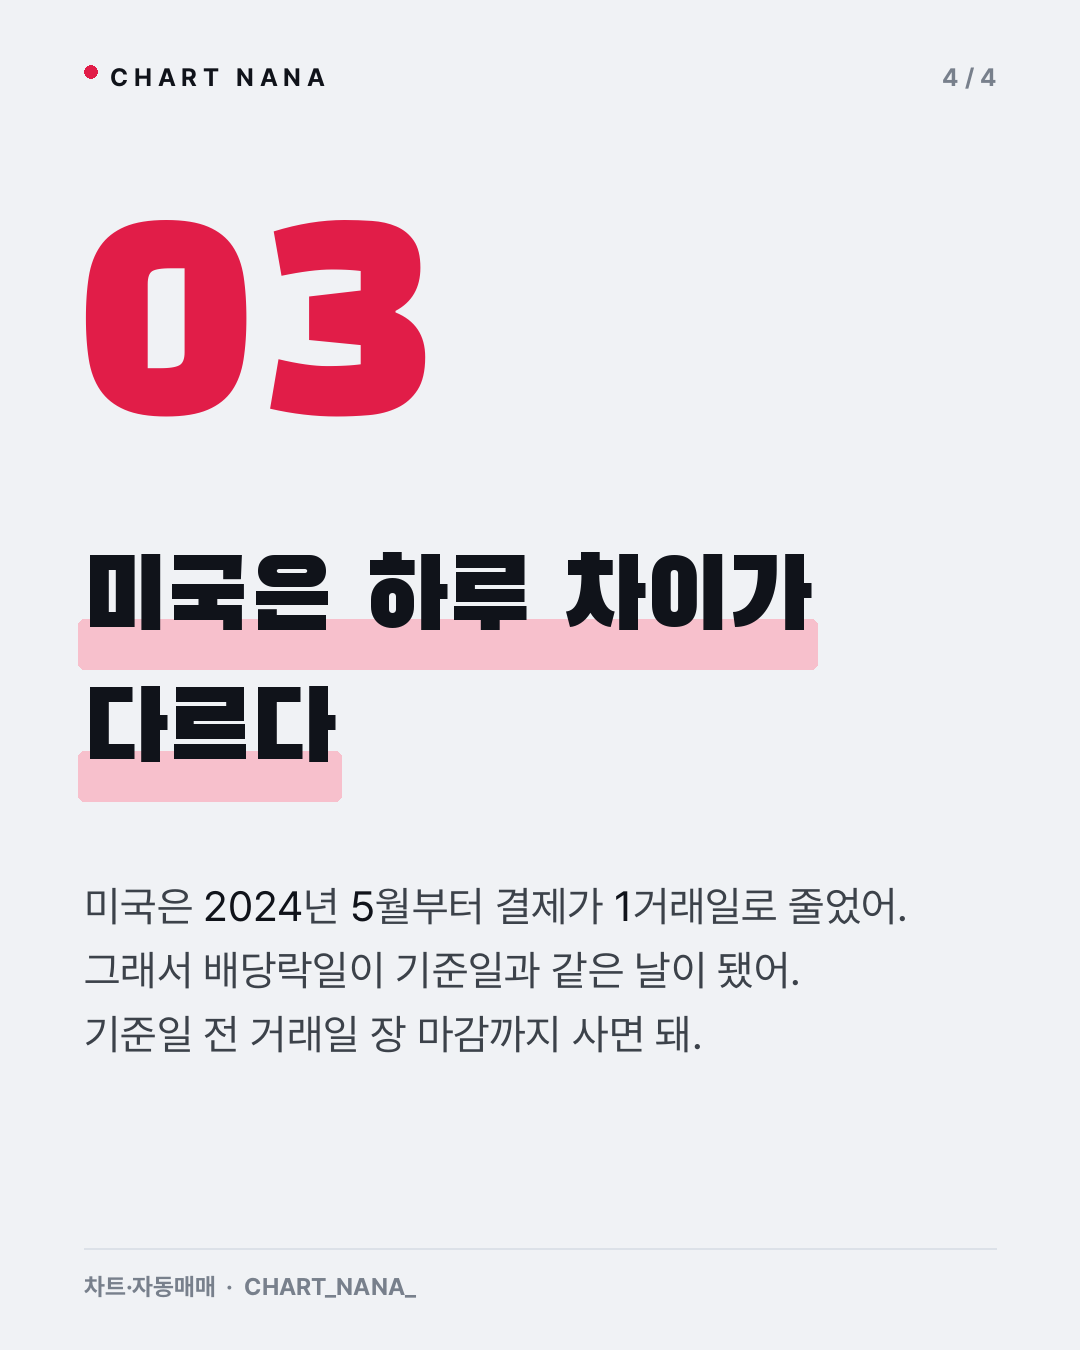 CHART NANA
4 / 4
03
미국은 하루 차이가
다르다
미국은 2024년 5월부터 결제가 1거래일로 줄었어.
그래서 배당락일이 기준일과 같은 날이 됐어.
기준일 전 거래일 장 마감까지 사면 돼.
차트·자동매매 · CHART_NANA_